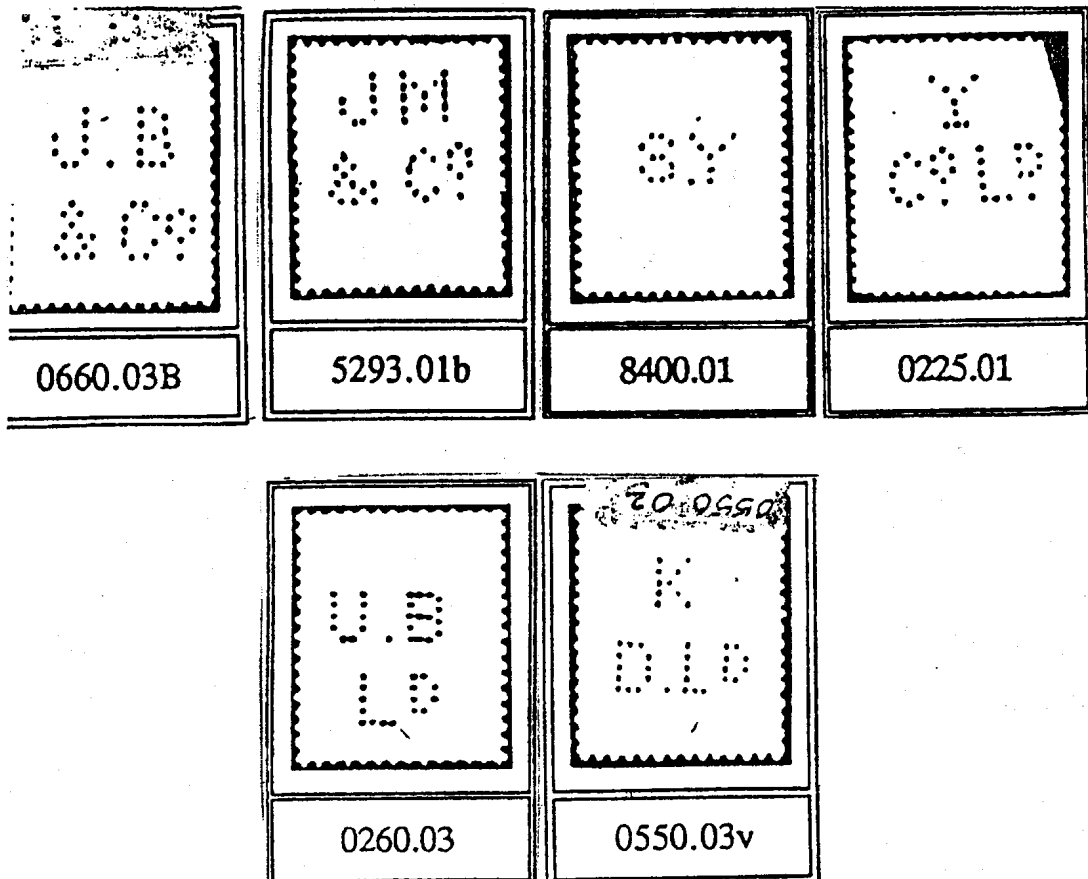 J.B
& Co
0660.03B
JM
& Co
5293.01b
SY
8400.01
Y
Co LD
0225.01
U.B
LD
0260.03
0550 02
K
D.LD
0550.03v